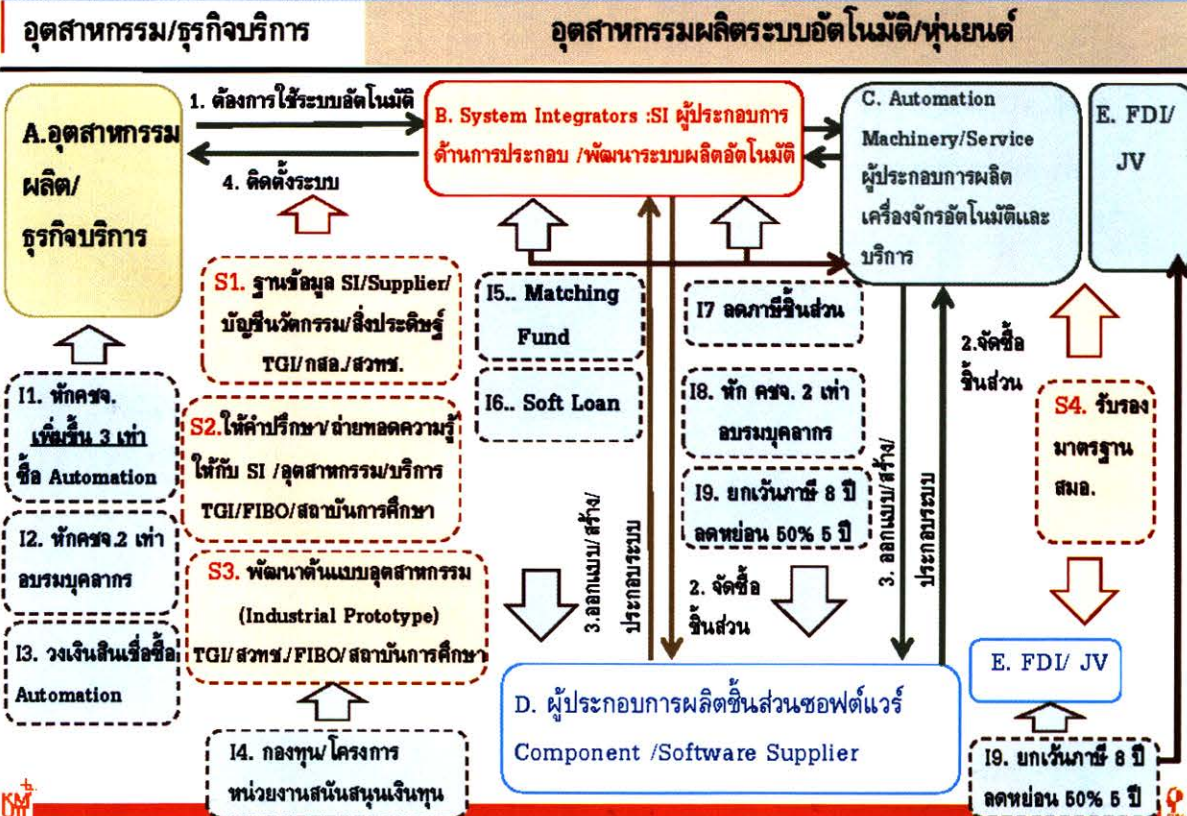 อุตสาหกรรม/ธุรกิจบริการ
อุตสาหกรรมผลิตระบบอัตโนมัติ/หุ่นยนต์
A.อุตสาหกรรม
ผลิต/
ธุรกิจบริการ
1. ต้องการใช้ระบบอัตโนมัติ
4. ติดตั้งระบบ
B. System Integrators :SI ผู้ประกอบการ
ด้านการประกอบ /พัฒนาระบบผลิตอัตโนมัติ
C. Automation
Machinery/Service
ผู้ประกอบการผลิต
เครื่องจักรอัตโนมัติและ
บริการ
E. FDI/
JV
S1. ฐานข้อมูล SI/Supplier/
บัญชีนวัตกรรม/สิ่งประดิษฐ์
TGI/กสอ./สวทช.
S2.ให้คำปรึกษา/ถ่ายทอดความรู้
ให้กับ SI /อุตสาหกรรม/บริการ
TGI/FIBO/สถาบันการศึกษา
S3. พัฒนาต้นแบบอุตสาหกรรม
(Industrial Prototype)
TGI/สวทช./FIBO/สถาบันการศึกษา
I1. หักคชจ.
เพิ่มขึ้น 3 เท่า
ซื้อ Automation
I2. หักคชจ.2 เท่า
อบรมบุคลากร
I3. วงเงินสินเชื่อซื้อ
Automation
I4. กองทุน/โครงการ
หน่วยงานสนันสนุนเงินทุน
I5.. Matching
Fund
I6.. Soft Loan
I7 ลดภาษีชิ้นส่วน
I8. หัก คชจ. 2 เท่า
อบรมบุคลากร
I9. ยกเว้นภาษี 8 ปี
ลดหย่อน 50% 5 ปี
3.ออกแบบ/สร้าง/
ประกอบระบบ
2. จัดซื้อ
ชิ้นส่วน
3. ออกแบบ/สร้าง/
ประกอบระบบ
2.จัดซื้อ
ชิ้นส่วน
S4. รับรอง
มาตรฐาน
สมอ.
D. ผู้ประกอบการผลิตชิ้นส่วนซอฟต์แวร์
Component /Software Supplier
E. FDI/ JV
I9. ยกเว้นภาษี 8 ปี
ลดหย่อน 50% 5 ปี